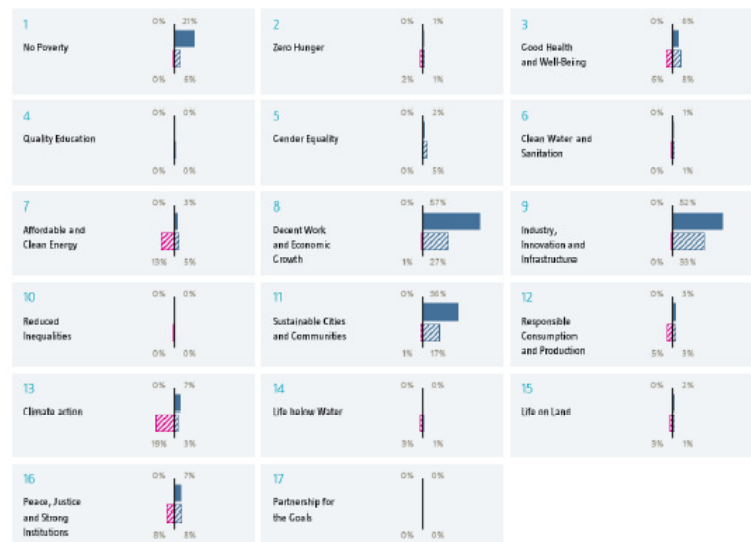 1
No Poverty
0% 21%
0% 6%
2
Zero Hunger
0% 1%
2% 1%
3
Good Health
and Well-Being
0% 6%
6% 8%
4
Quality Education
0% 0%
0% 0%
5
Gender Equality
0% 2%
0% 5%
6
Clean Water and
Sanitation
0% 1%
0% 1%
7
Affordable and
Clean Energy
0% 3%
13% 5%
8
Decent Work
and Economic
Growth
0% 57%
1% 27%
9
Industry,
Innovation and
Infrastructure
0% 52%
0% 33%
10
Reduced
Inequalities
0% 0%
0% 0%
11
Sustainable Cities
and Communities
0% 36%
1% 17%
12
Responsible
Consumption
and Production
0% 3%
5% 3%
13
Climate action
0% 7%
19% 3%
14
Life below Water
0% 0%
3% 1%
15
Life on Land
0% 2%
3% 1%
16
Peace, Justice
and Strong
Institutions
0% 7%
8% 8%
17
Partnership for
the Goals
0% 0%
0% 0%